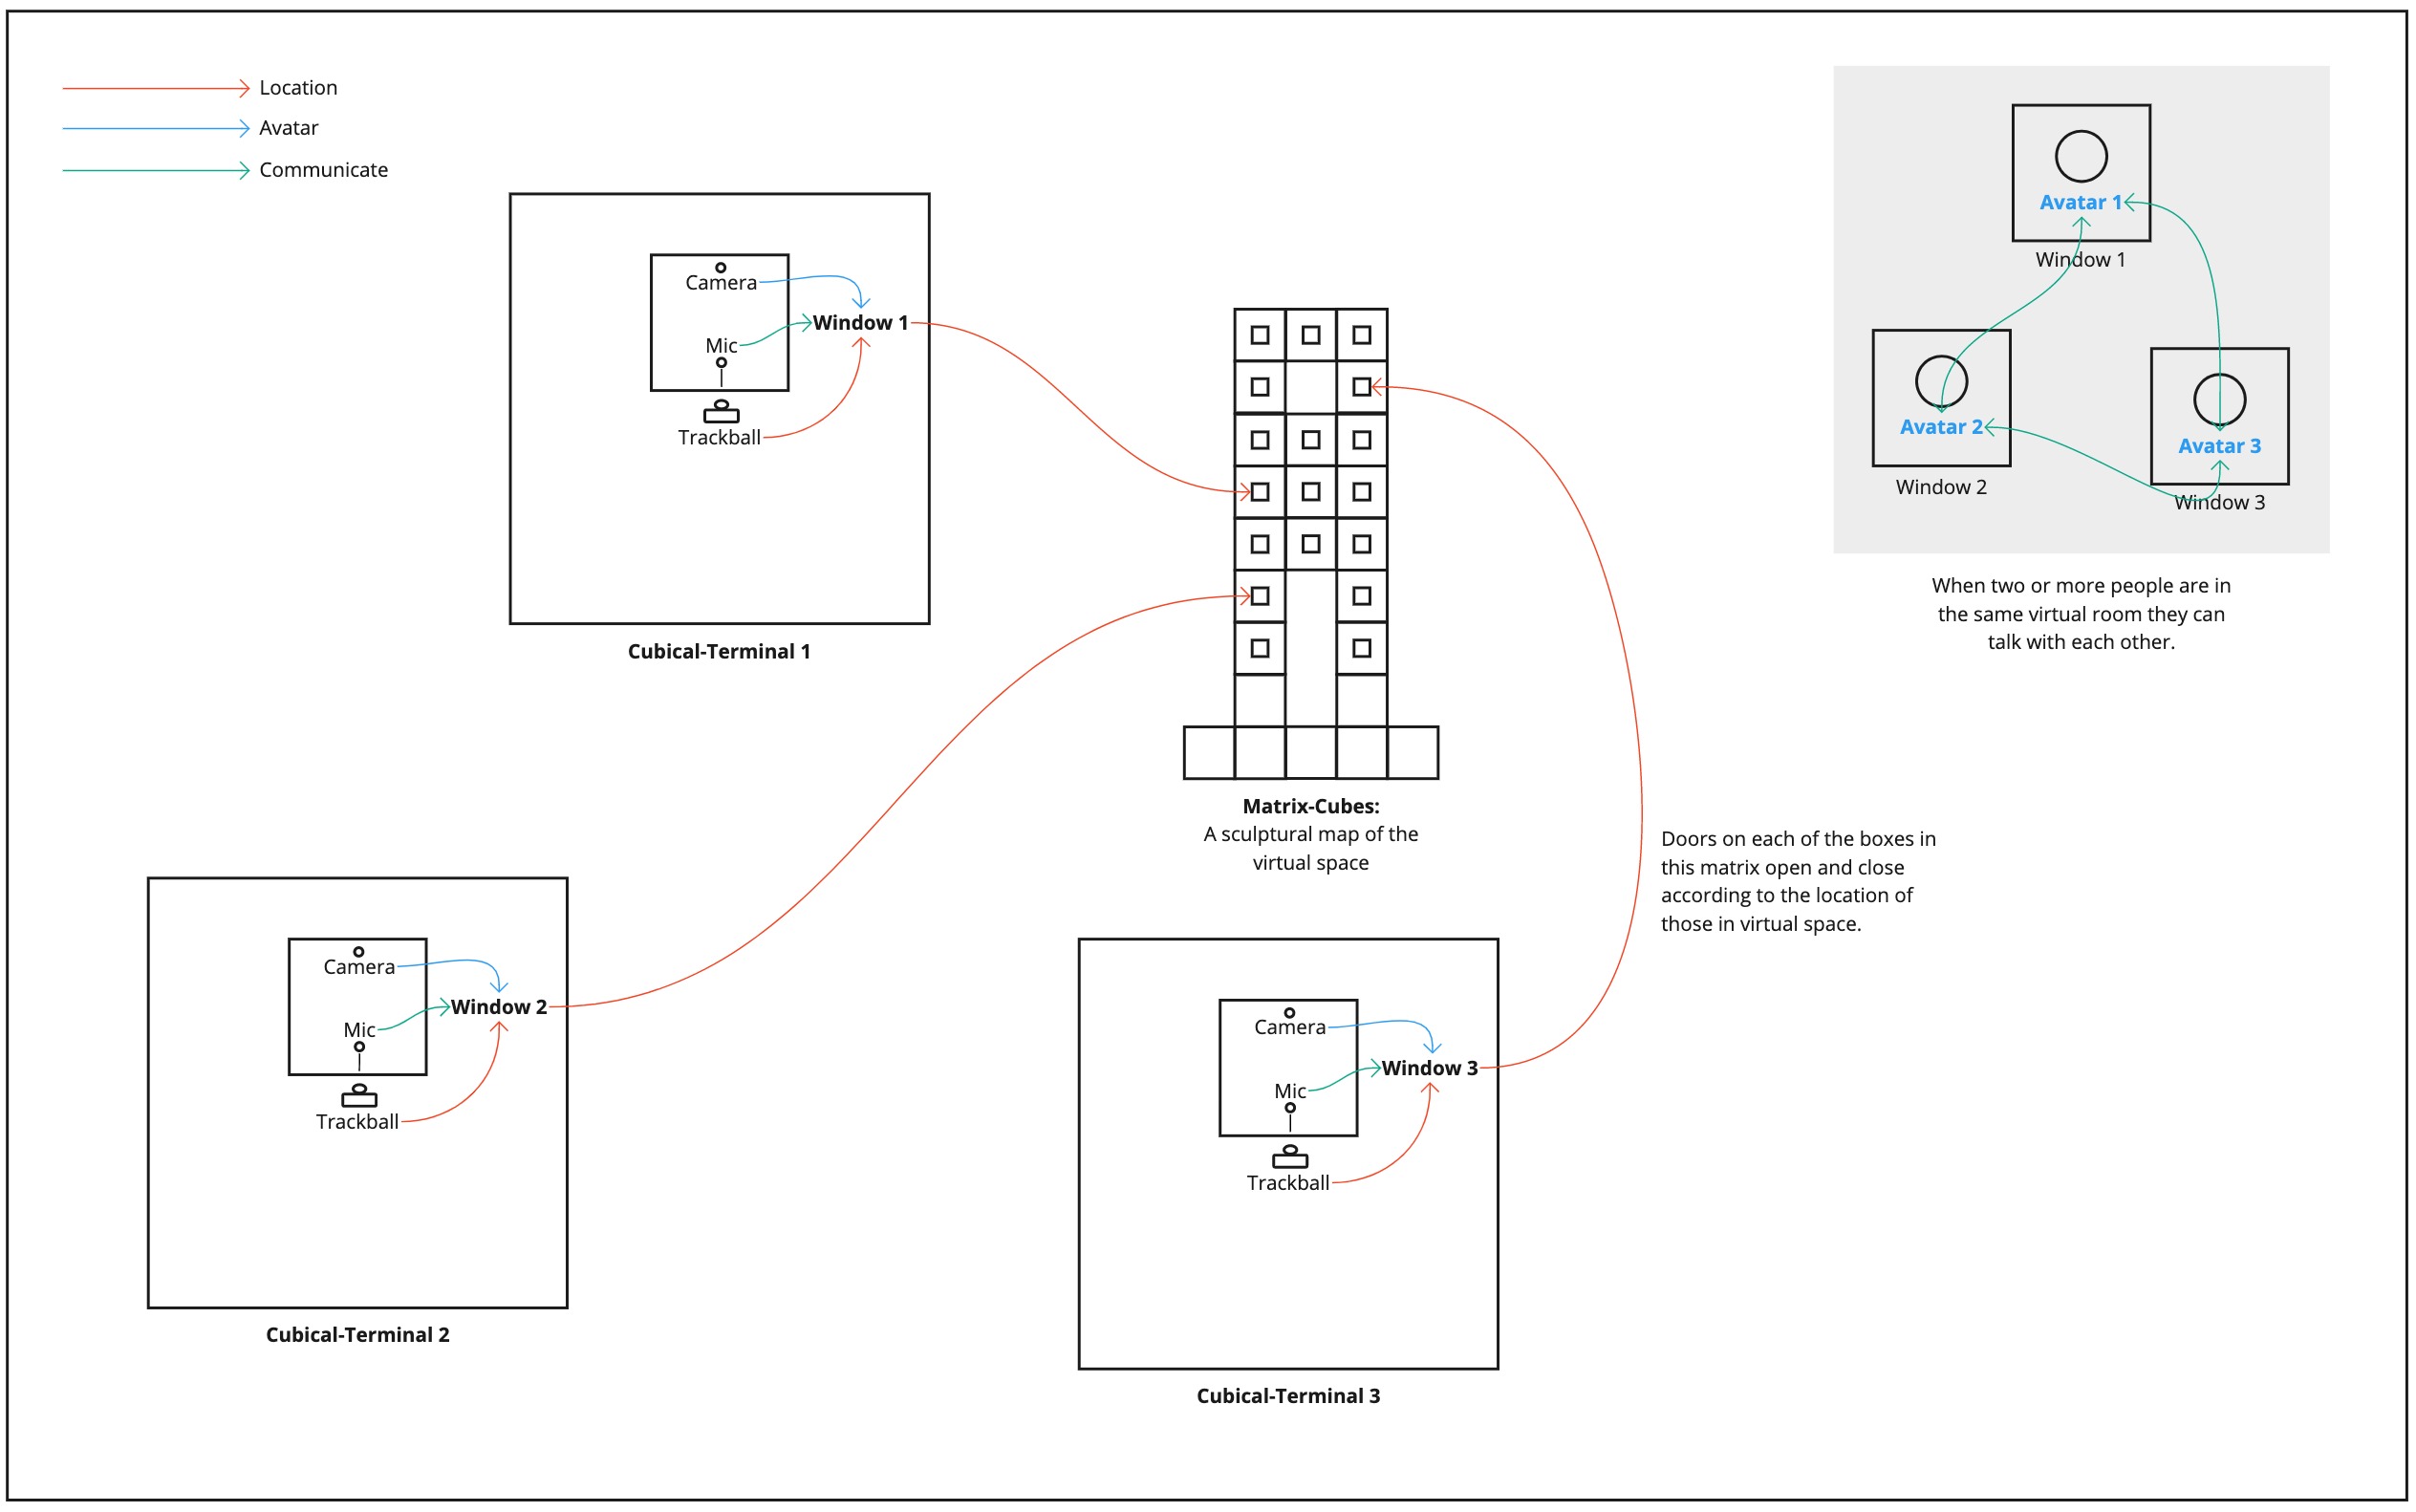 Location
Avatar
Communicate
Camera
Mic
Window 1
Trackball
Cubical-Terminal 1
Avatar 1
Window 1
Avatar 2
Window 2
Avatar 3
Window 3
When two or more people are in
the same virtual room they can
talk with each other.
Matrix-Cubes:
A sculptural map of the
virtual space
Doors on each of the boxes in
this matrix open and close
according to the location of
those in virtual space.
Camera
Mic
Window 2
Trackball
Cubical-Terminal 2
Camera
Mic
Window 3
Trackball
Cubical-Terminal 3